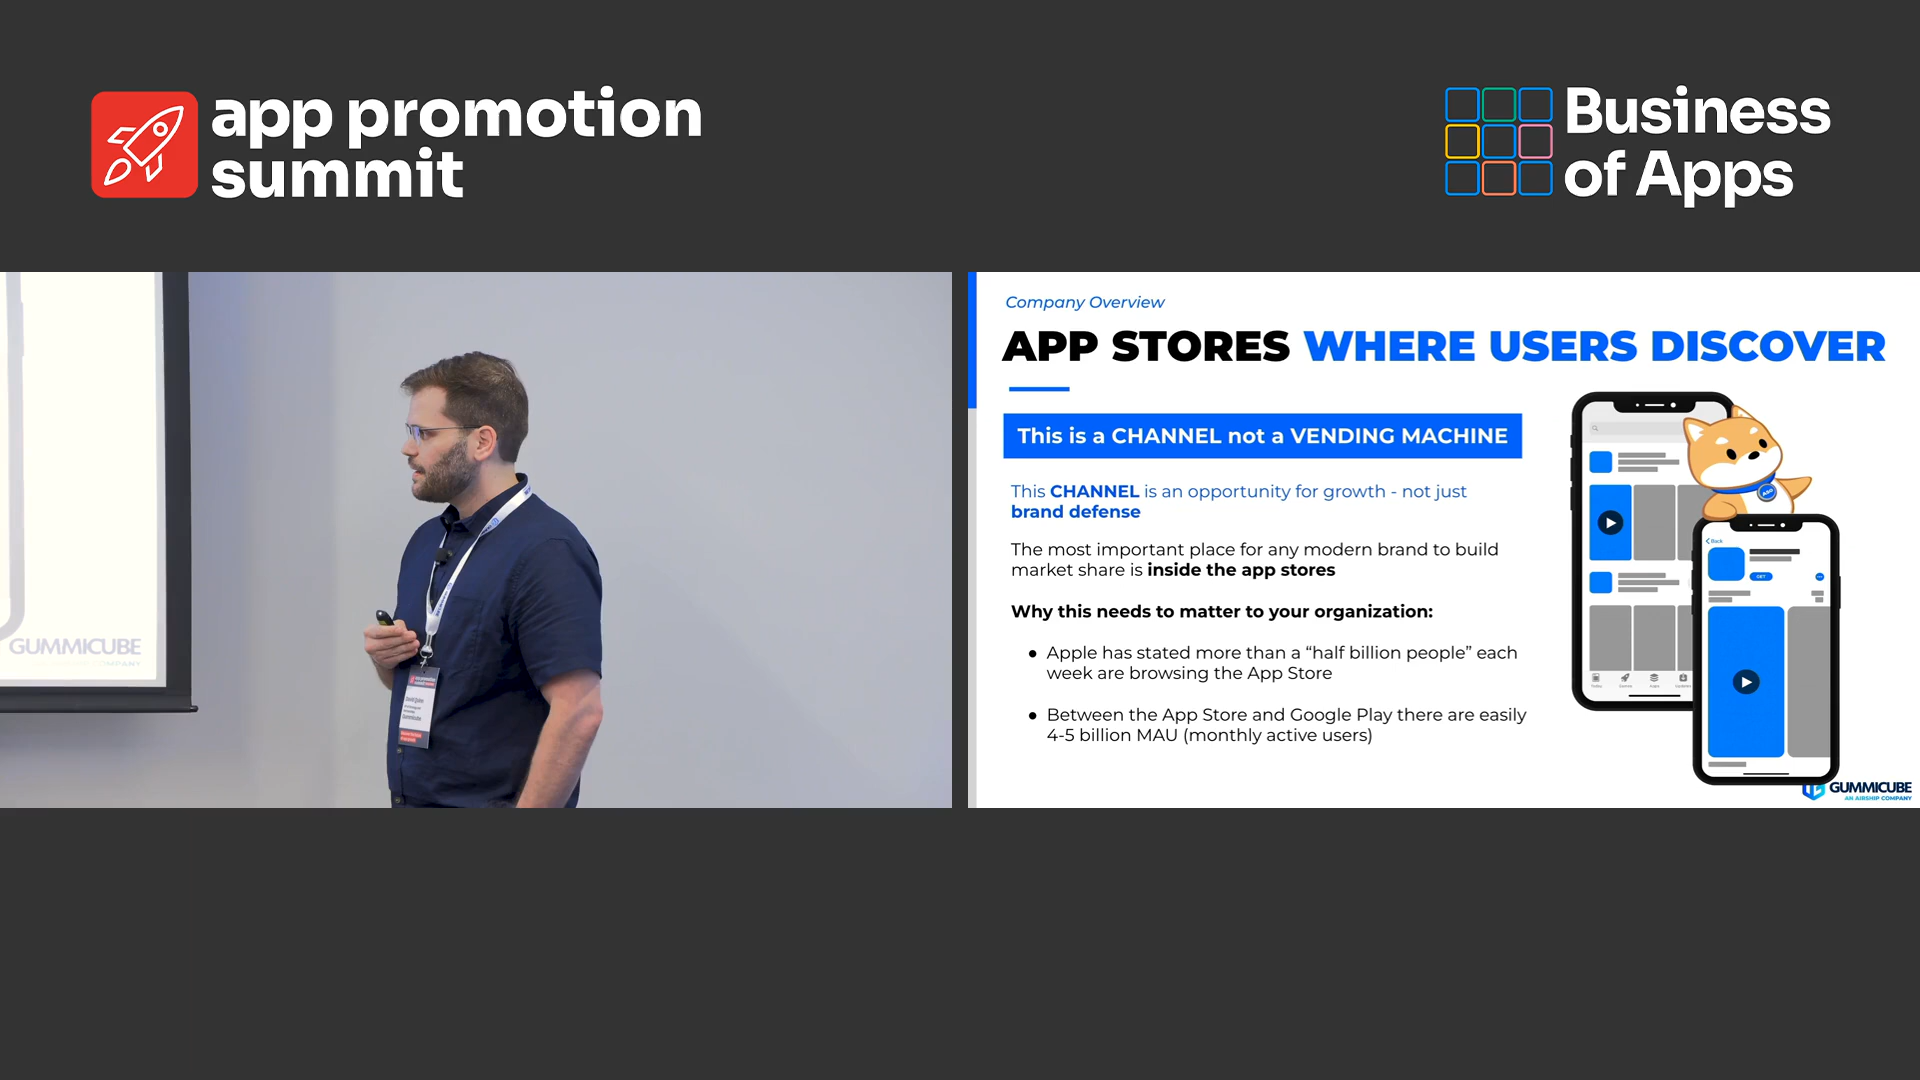 app promotion
summit
Business
of Apps
GUMMICUBE
COMPANY
Company Overview
APP STORES WHERE USERS DISCOVER
This is a CHANNEL not a VENDING MACHINE
This CHANNEL is an opportunity for growth - not just
brand defense
The most important place for any modern brand to build
market share is inside the app stores
Why this needs to matter to your organization:
● Apple has stated more than a “half billion people” each
week are browsing the App Store
● Between the App Store and Google Play there are easily
4-5 billion MAU (monthly active users)
ASO
Back
GET
GUMMICUBE
AN AIRSHIP COMPANY